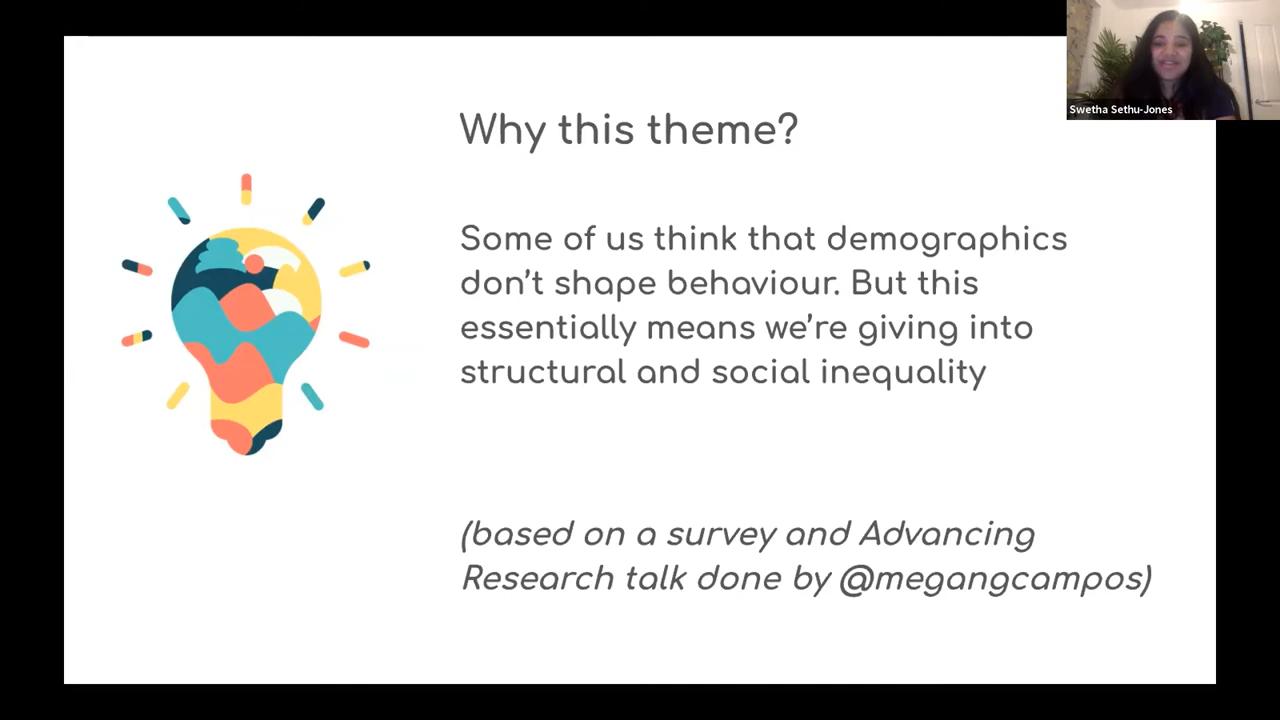 Why this theme?
Swetha Sethu-Jones
Some of us think that demographics
don't shape behaviour. But this
essentially means we're giving into
structural and social inequality
(based on a survey and Advancing
Research talk done by @megangcampos)